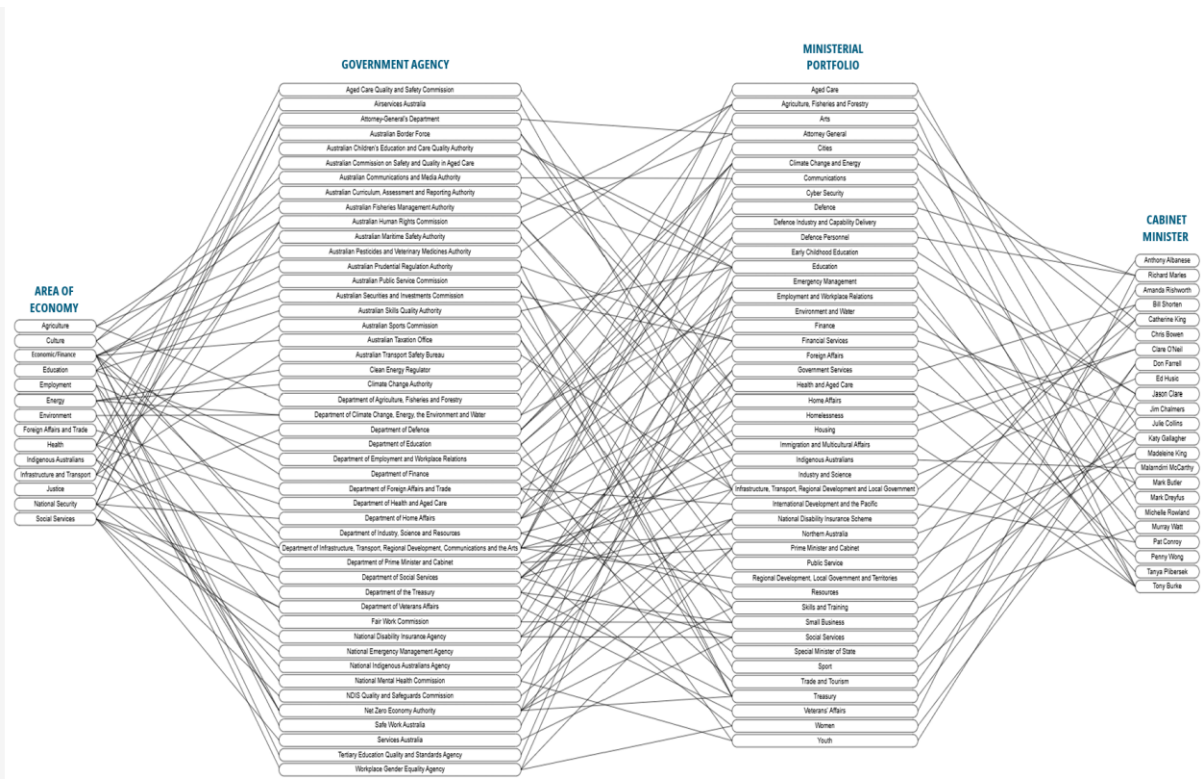 AREA OF
ECONOMY
Agriculture
Culture
Economic/Finance
Education
Employment
Energy
Environment
Foreign Affairs and Trade
Health
Indigenous Australians
Infrastructure and Transport
Justice
National Security
Social Services
GOVERNMENT AGENCY
Aged Care Quality and Safety Commission
Airservices Australia
Attorney-General's Department
Australian Border Force
Australian Children's Education and Care Quality Authority
Australian Commission on Safety and Quality in Aged Care
Australian Communications and Media Authority
Australian Curriculum, Assessment and Reporting Authority
Australian Fisheries Management Authority
Australian Human Rights Commission
Australian Maritime Safety Authority
Australian Pesticides and Veterinary Medicines Authority
Australian Prudential Regulation Authority
Australian Public Service Commission
Australian Securities and Investments Commission
Australian Skills Quality Authority
Australian Sports Commission
Australian Taxation Office
Australian Transport Safety Bureau
Clean Energy Regulator
Climate Change Authority
Department of Agriculture, Fisheries and Forestry
Department of Climate Change, Energy, the Environment and Water
Department of Defence
Department of Education
Department of Employment and Workplace Relations
Department of Finance
Department of Foreign Affairs and Trade
Department of Health and Aged Care
Department of Home Affairs
Department of Industry, Science and Resources
Department of Infrastructure, Transport, Regional Development, Communications and the Arts
Department of Prime Minister and Cabinet
Department of Social Services
Department of the Treasury
Department of Veterans Affairs
Fair Work Commission
National Disability Insurance Agency
National Emergency Management Agency
National Indigenous Australians Agency
National Mental Health Commission
NDIS Quality and Safeguards Commission
Net Zero Economy Authority
Safe Work Australia
Services Australia
Tertiary Education Quality and Standards Agency
Workplace Gender Equality Agency
MINISTERIAL
PORTFOLIO
Aged Care
Agriculture, Fisheries and Forestry
Arts
Attorney General
Cities
Climate Change and Energy
Communications
Cyber Security
Defence
Defence Industry and Capability Delivery
Defence Personnel
Early Childhood Education
Education
Emergency Management
Employment and Workplace Relations
Environment and Water
Finance
Financial Services
Foreign Affairs
Government Services
Health and Aged Care
Home Affairs
Homelessness
Housing
Immigration and Multicultural Affairs
Indigenous Australians
Industry and Science
Infrastructure, Transport, Regional Development and Local Government
International Development and the Pacific
National Disability Insurance Scheme
Northern Australia
Prime Minister and Cabinet
Public Service
Regional Development, Local Government and Territories
Resources
Skills and Training
Small Business
Social Services
Special Minister of State
Sport
Trade and Tourism
Treasury
Veterans' Affairs
Women
Youth
CABINET
MINISTER
Anthony Albanese
Richard Marles
Amanda Rishworth
Bill Shorten
Catherine King
Chris Bowen
Clare O'Neil
Don Farrell
Ed Husic
Jason Clare
Jim Chalmers
Julie Collins
Katy Gallagher
Madeleine King
Malarndirri McCarthy
Mark Butler
Mark Dreyfus
Michelle Rowland
Murray Watt
Pat Conroy
Penny Wong
Tanya Plibersek
Tony Burke